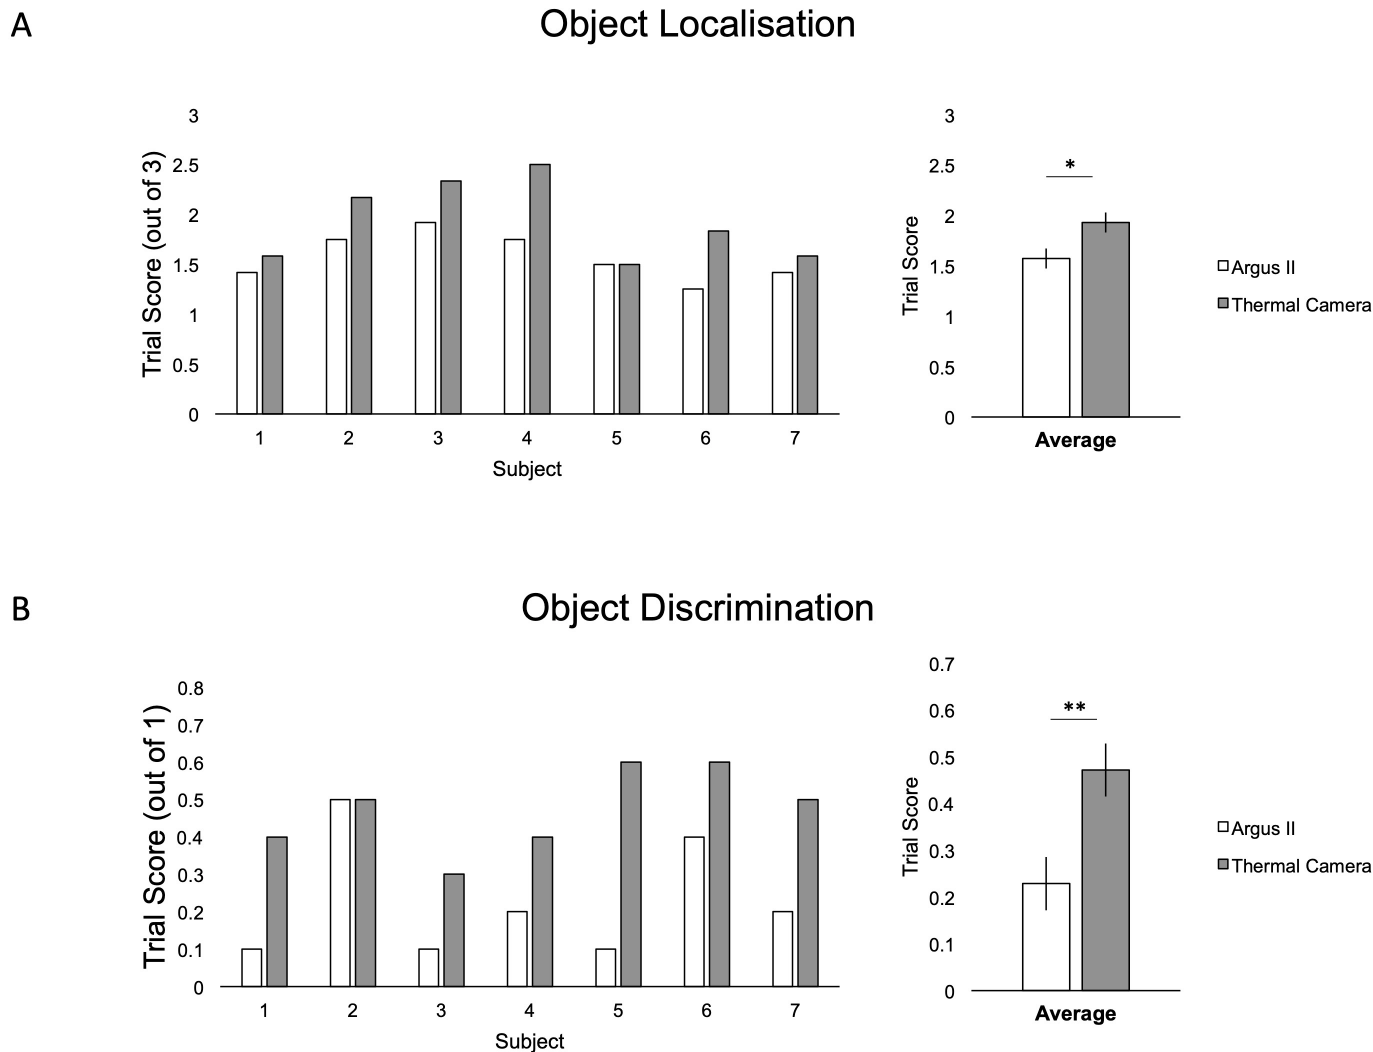 A
Object Localisation
Trial Score (out of 3)
3
2.5
2
1.5
1
0.5
0
1 2 3 4 5 6 7
Subject
Trial Score
3
2.5
2
1.5
1
0.5
0
*
Average
Argus II
Thermal Camera
B
Object Discrimination
Trial Score (out of 1)
0.8
0.7
0.6
0.5
0.4
0.3
0.2
0.1
0
1 2 3 4 5 6 7
Subject
Trial Score
0.7
0.6
0.5
0.4
0.3
0.2
0.1
0
**
Average
Argus II
Thermal Camera